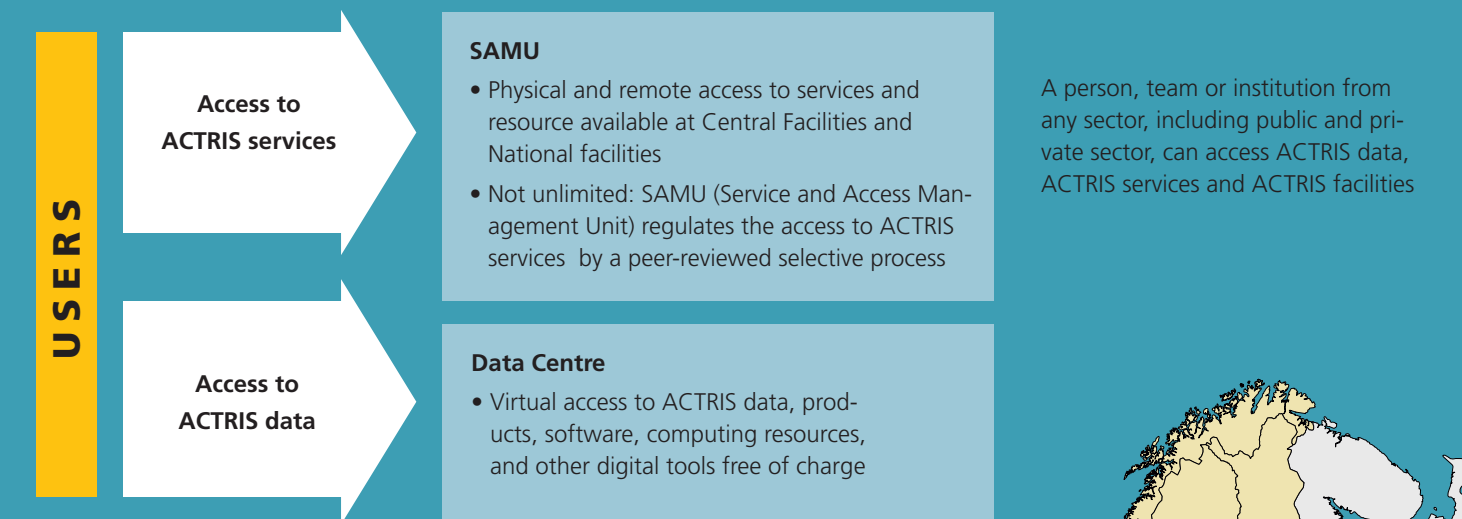 USERS
Access to
ACTRIS services
SAMU
• Physical and remote access to services and
resource available at Central Facilities and
National facilities
• Not unlimited: SAMU (Service and Access Man-
agement Unit) regulates the access to ACTRIS
services  by a peer-reviewed selective process
A person, team or institution from
any sector, including public and pri-
vate sector, can access ACTRIS data,
ACTRIS services and ACTRIS facilities
Access to
ACTRIS data
Data Centre
• Virtual access to ACTRIS data, prod-
ucts, software, computing resources,
and other digital tools free of charge